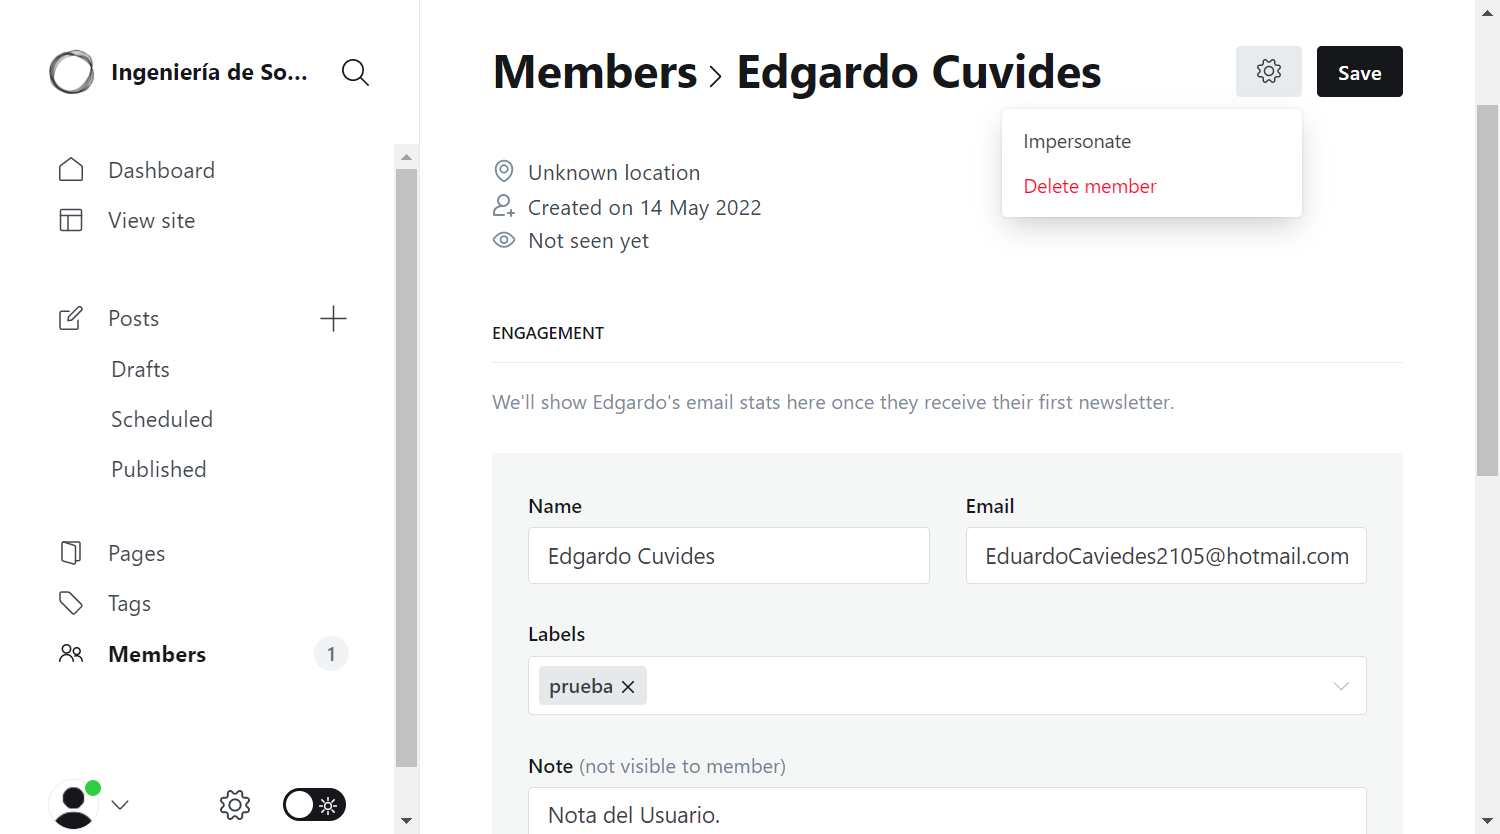 Ingeniería de So...
Dashboard
View site
Posts
Drafts
Scheduled
Published
Pages
Tags
Members 1
Members > Edgardo Cuvides
Save
Impersonate
Delete member
Unknown location
Created on 14 May 2022
Not seen yet
ENGAGEMENT
We'll show Edgardo's email stats here once they receive their first newsletter.
Name
Edgardo Cuvides
Email
EduardoCaviedes2105@hotmail.com
Labels
prueba
Note (not visible to member)
Nota del Usuario.